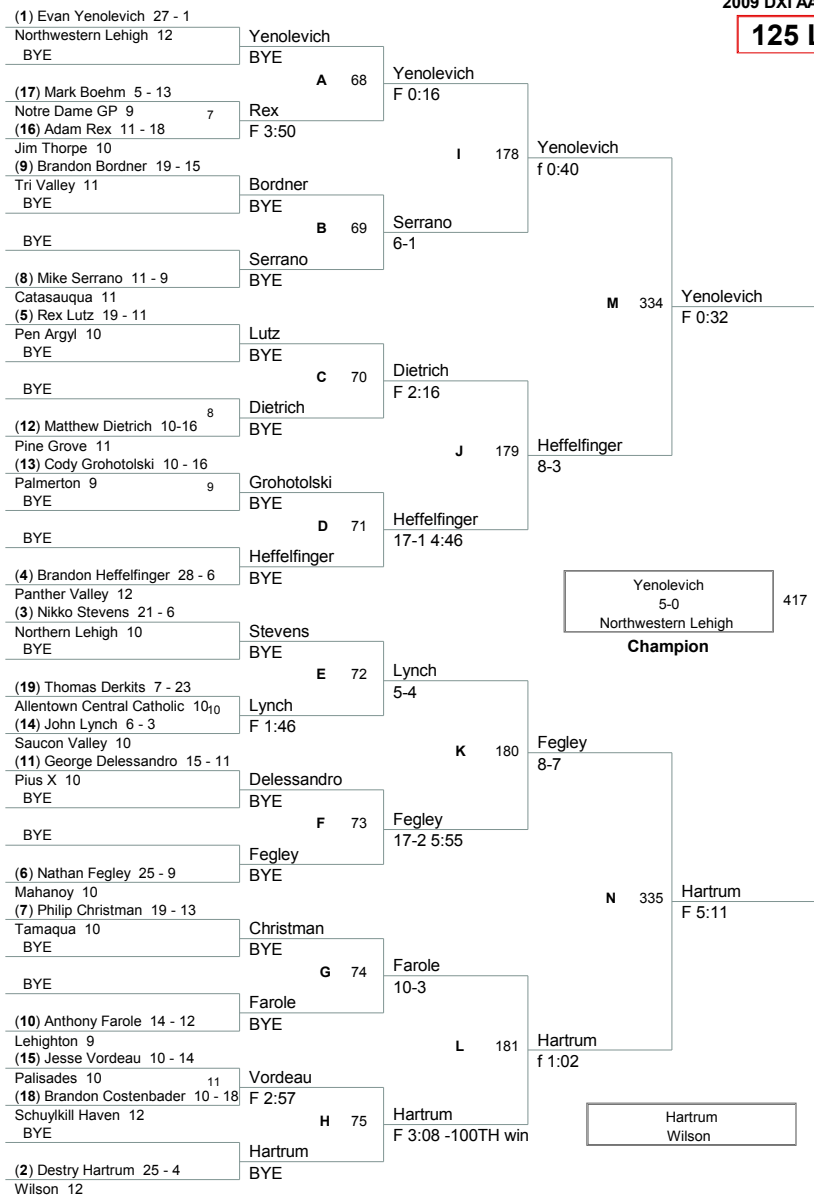 2009 DXI AA
125 L
(1) Evan Yenolevich 27 - 1
Northwestern Lehigh 12
BYE
(17) Mark Boehm 5 - 13
Notre Dame GP 9
7
(16) Adam Rex 11 - 18
Jim Thorpe 10
(9) Brandon Bordner 19 - 15
Tri Valley 11
BYE
BYE
(8) Mike Serrano 11 - 9
Catasauqua 11
(5) Rex Lutz 19 - 11
Pen Argyl 10
BYE
BYE
8
(12) Matthew Dietrich 10-16
Pine Grove 11
(13) Cody Grohotolski 10 - 16
Palmerton 9
9
BYE
BYE
(4) Brandon Heffelfinger 28 - 6
Panther Valley 12
(3) Nikko Stevens 21 - 6
Northern Lehigh 10
BYE
(19) Thomas Derkits 7 - 23
Allentown Central Catholic 10
10
(14) John Lynch 6 - 3
Saucon Valley 10
(11) George Delessandro 15 - 11
Pius X 10
BYE
BYE
(6) Nathan Fegley 25 - 9
Mahanoy 10
(7) Philip Christman 19 - 13
Tamaqua 10
BYE
BYE
(10) Anthony Farole 14 - 12
Lehighton 9
(15) Jesse Vordeau 10 - 14
Palisades 10
11
(18) Brandon Costenbader 10 - 18
Schuylkill Haven 12
BYE
(2) Destry Hartrum 25 - 4
Wilson 12
Yenolevich
BYE
A 68
Rex
F 3:50
Bordner
BYE
B 69
Serrano
BYE
Lutz
BYE
C 70
Dietrich
BYE
Grohotolski
BYE
D 71
Heffelfinger
BYE
Stevens
BYE
E 72
Lynch
F 1:46
Delessandro
BYE
F 73
Fegley
BYE
Christman
BYE
G 74
Farole
BYE
Vordeau
F 2:57
H 75
Hartrum
BYE
Yenolevich
F 0:16
I 178
Serrano
6-1
Dietrich
F 2:16
J 179
Heffelfinger
17-1 4:46
Lynch
5-4
K 180
Fegley
17-2 5:55
Farole
10-3
L 181
Hartrum
F 3:08 -100TH win
Yenolevich
f 0:40
M 334
Heffelfinger
8-3
Fegley
8-7
N 335
Hartrum
f 1:02
Yenolevich
F 0:32
Yenolevich
5-0
Northwestern Lehigh
417
Champion
Hartrum
F 5:11
Hartrum
Wilson